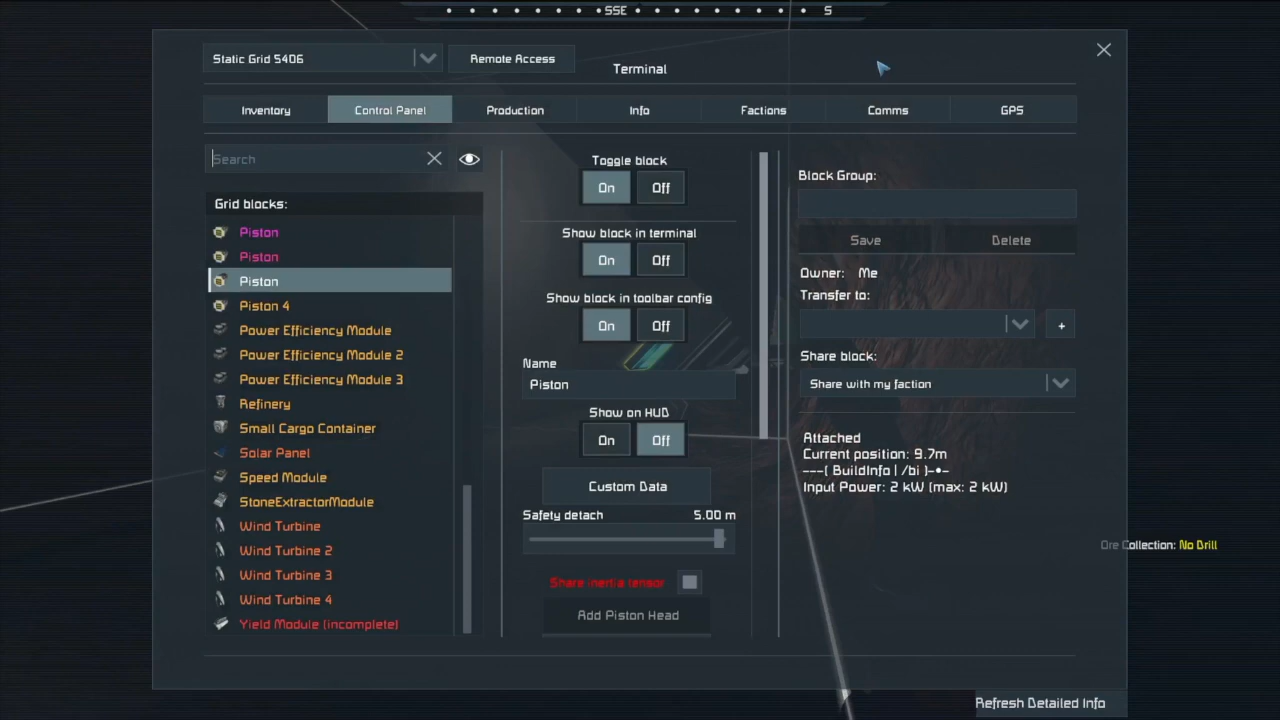 SSE
S
Static Grid 5406
Remote Access
Terminal
Inventory
Control Panel
Production
Info
Factions
Comms
GPS
Search
Grid blocks:
Piston
Piston
Piston
Piston 4
Power Efficiency Module
Power Efficiency Module 2
Power Efficiency Module 3
Refinery
Small Cargo Container
Solar Panel
Speed Module
StoneExtractorModule
Wind Turbine
Wind Turbine 2
Wind Turbine 3
Wind Turbine 4
Yield Module (incomplete)
Toggle block
On Off
Show block in terminal
On Off
Show block in toolbar config
On Off
Name
Piston
Show on HUD
On Off
Custom Data
Safety detach 5.00 m
Share inertia tensor
Add Piston Head
Block Group:
Save Delete
Owner: Me
Transfer to:
+
Share block:
Share with my faction
Attached
Current position: 9.7m
---( BuildInfo | /bi )-•-
Input Power: 2 kW (max: 2 kW)
Ore Collection: No Drill
Refresh Detailed Info